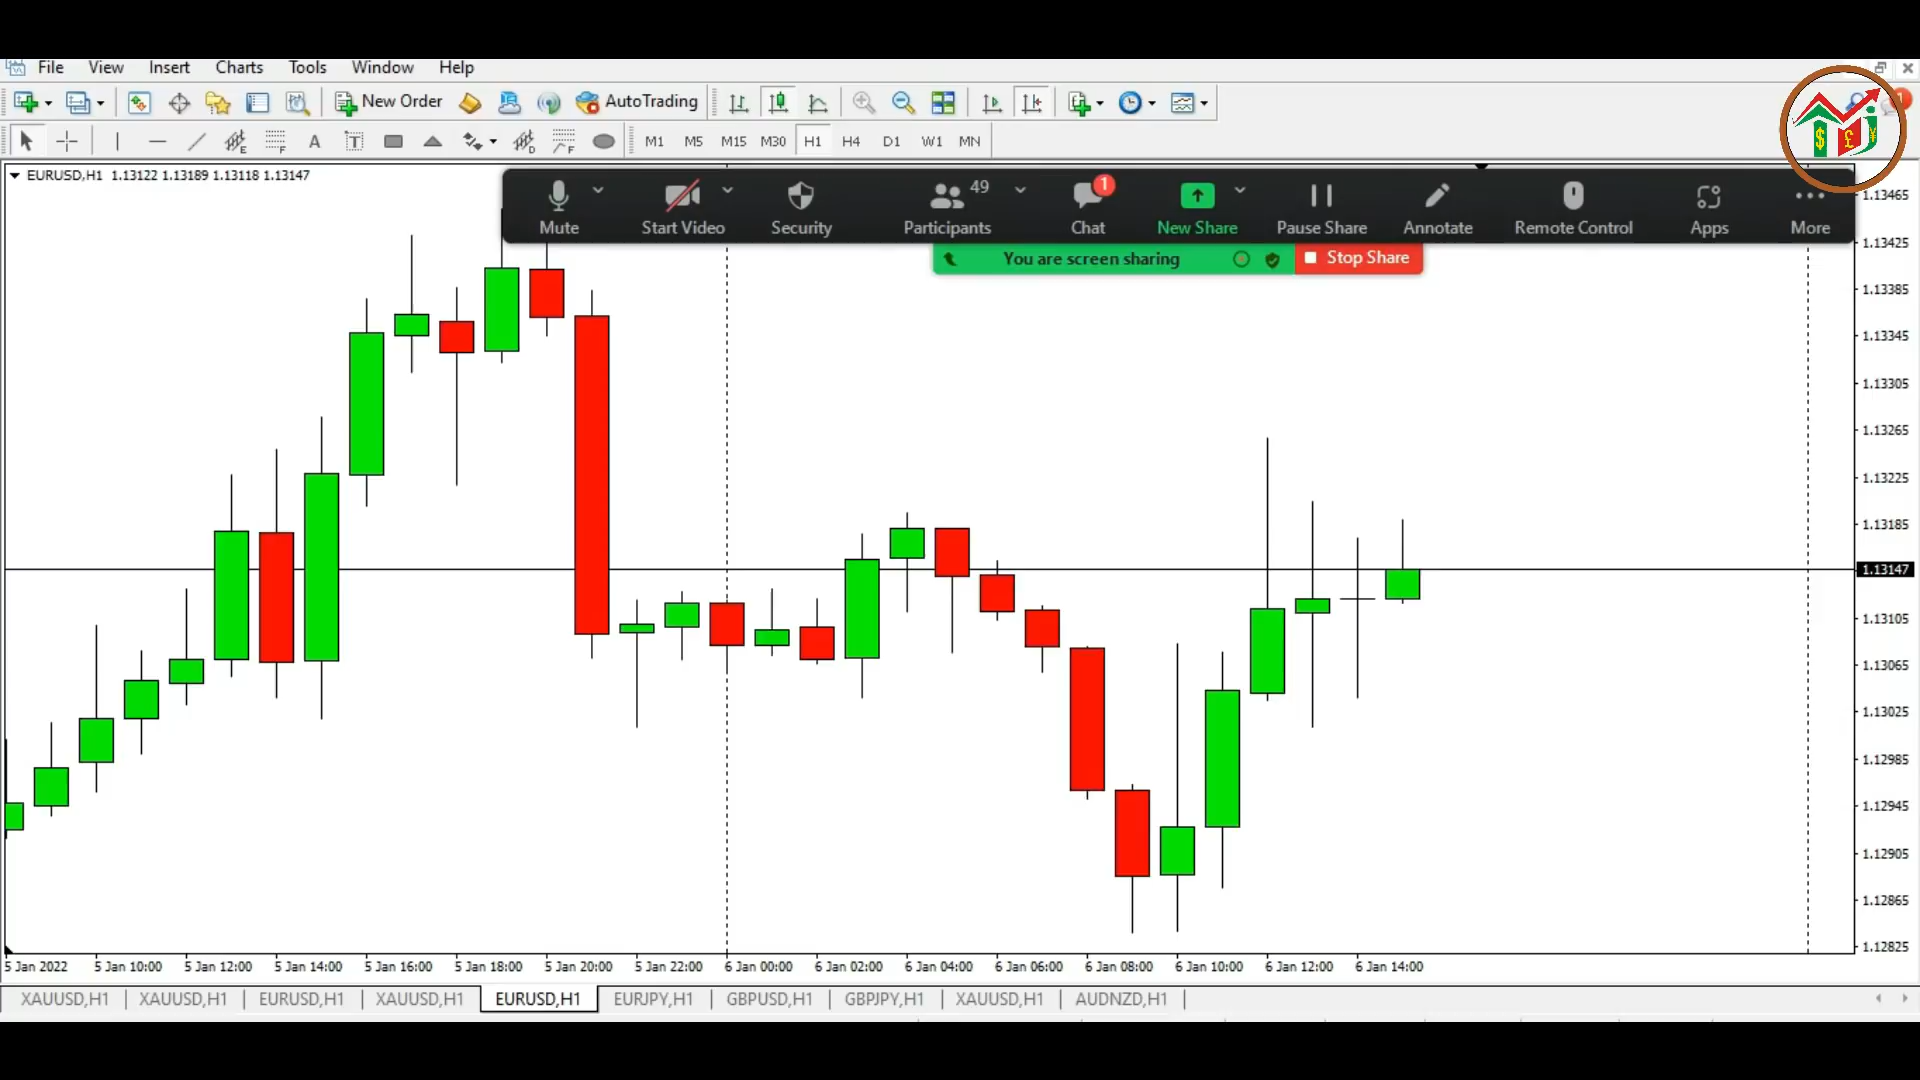 File View Insert Charts Tools Window Help
New Order AutoTrading
A T M1 M5 M15 M30 H1 H4 D1 W1 MN
EURUSD,H1 1.13122 1.13189 1.13118 1.13147
49 1
Mute Start Video Security Participants Chat New Share Pause Share Annotate Remote Control Apps More
You are screen sharing Stop Share
1.13465
1.13425
1.13385
1.13345
1.13305
1.13265
1.13225
1.13185
1.13147
1.13105
1.13065
1.13025
1.12985
1.12945
1.12905
1.12865
1.12825
5 Jan 2022 5 Jan 10:00 5 Jan 12:00 5 Jan 14:00 5 Jan 16:00 5 Jan 18:00 5 Jan 20:00 5 Jan 22:00 6 Jan 00:00 6 Jan 02:00 6 Jan 04:00 6 Jan 06:00 6 Jan 08:00 6 Jan 10:00 6 Jan 12:00 6 Jan 14:00
XAUUSD,H1 XAUUSD,H1 EURUSD,H1 XAUUSD,H1 EURUSD,H1 EURJPY,H1 GBPUSD,H1 GBPJPY,H1 XAUUSD,H1 AUDNZD,H1